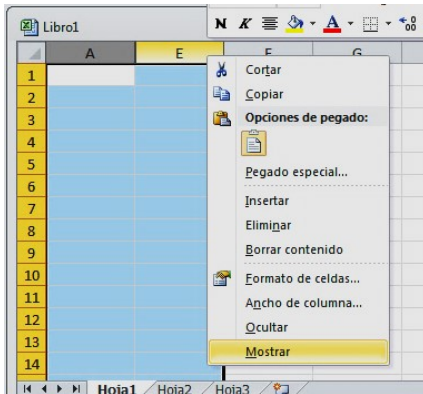 Libro1
N K A
A E F G
1
2
3
4
5
6
7
8
9
10
11
12
13
14
Cortar
Copiar
Opciones de pegado:
Pegado especial...
Insertar
Eliminar
Borrar contenido
Formato de celdas...
Ancho de columna...
Ocultar
Mostrar
Hoja1 Hoja2 Hoja3